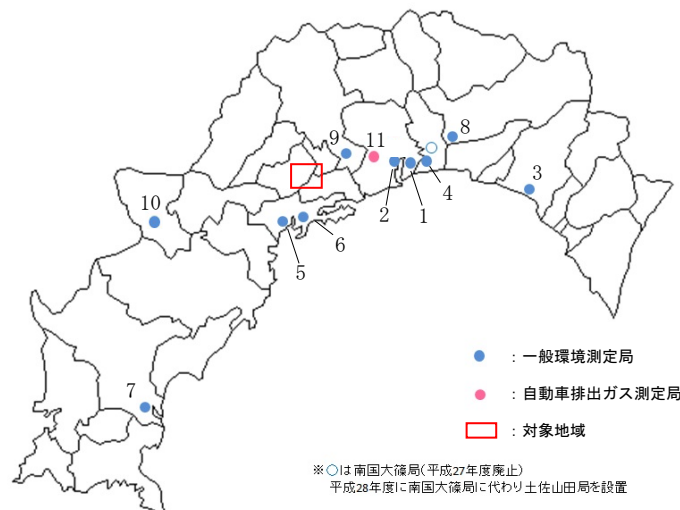 8
9
11
3
10
4
2
1
6
5
7
：一般環境測定局
：自動車排出ガス測定局
：対象地域
※○は南国大篠局（平成27年度廃止）
平成28年度に南国大篠局に代わり土佐山田局を設置